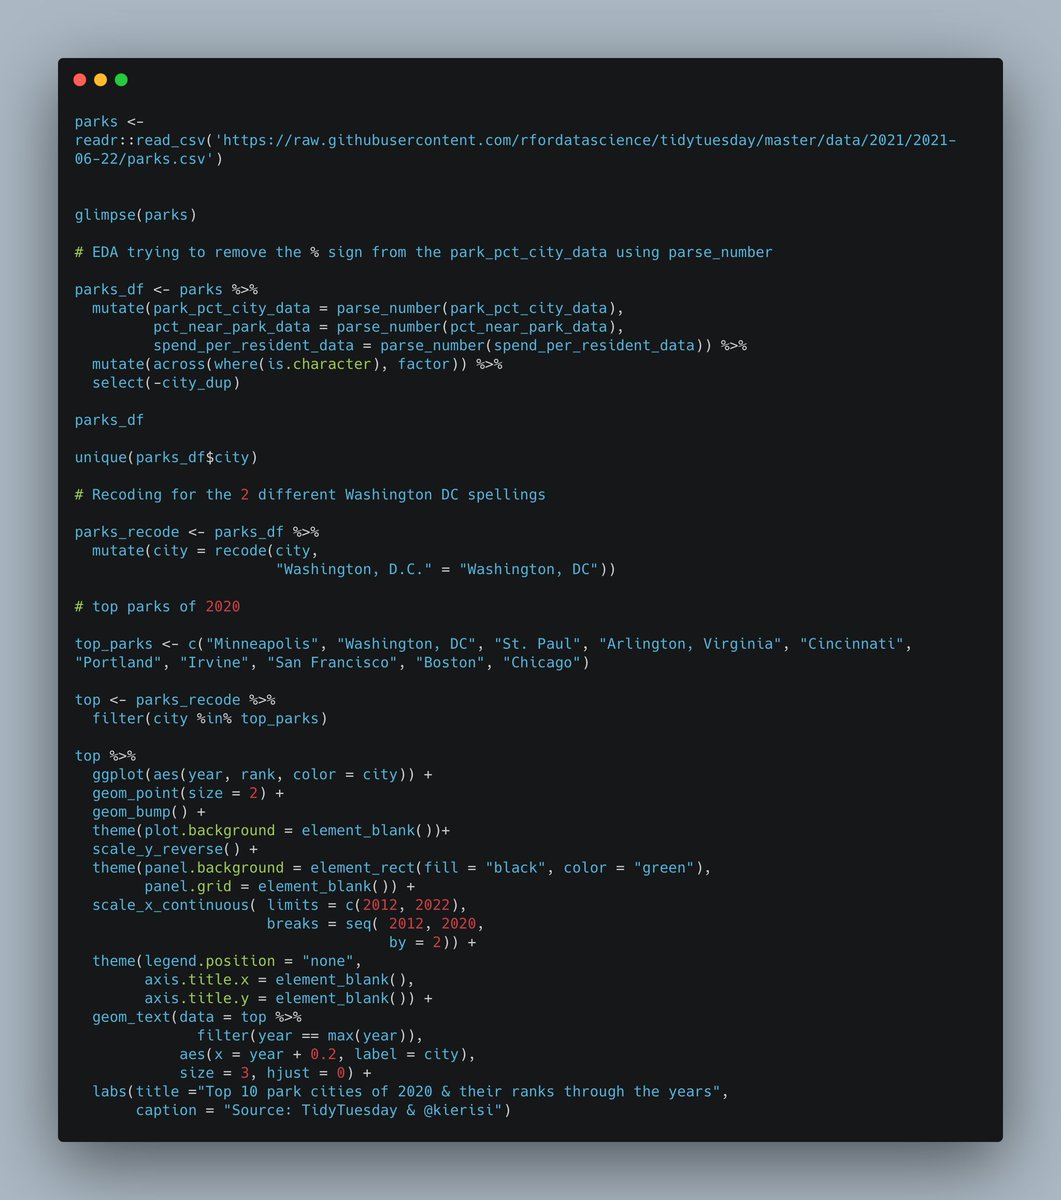 parks <-
readr::read_csv('https://raw.githubusercontent.com/rfordatascience/tidytuesday/master/data/2021/2021-
06-22/parks.csv')
glimpse(parks)
# EDA trying to remove the % sign from the park_pct_city_data using parse_number
parks_df <- parks %>%
  mutate(park_pct_city_data = parse_number(park_pct_city_data),
         pct_near_park_data = parse_number(pct_near_park_data),
         spend_per_resident_data = parse_number(spend_per_resident_data)) %>%
  mutate(across(where(is.character), factor)) %>%
  select(-city_dup)
parks_df
unique(parks_df$city)
# Recoding for the 2 different Washington DC spellings
parks_recode <- parks_df %>%
  mutate(city = recode(city,
                       "Washington, D.C." = "Washington, DC"))
# top parks of 2020
top_parks <- c("Minneapolis", "Washington, DC", "St. Paul", "Arlington, Virginia", "Cincinnati",
"Portland", "Irvine", "San Francisco", "Boston", "Chicago")
top <- parks_recode %>%
  filter(city %in% top_parks)
top %>%
  ggplot(aes(year, rank, color = city)) +
  geom_point(size = 2) +
  geom_bump() +
  theme(plot.background = element_blank())+
  scale_y_reverse() +
  theme(panel.background = element_rect(fill = "black", color = "green"),
        panel.grid = element_blank()) +
  scale_x_continuous( limits = c(2012, 2022),
                      breaks = seq( 2012, 2020,
                                    by = 2)) +
  theme(legend.position = "none",
        axis.title.x = element_blank(),
        axis.title.y = element_blank()) +
  geom_text(data = top %>%
              filter(year == max(year)),
            aes(x = year + 0.2, label = city),
            size = 3, hjust = 0) +
  labs(title ="Top 10 park cities of 2020 & their ranks through the years",
       caption = "Source: TidyTuesday & @kierisi")